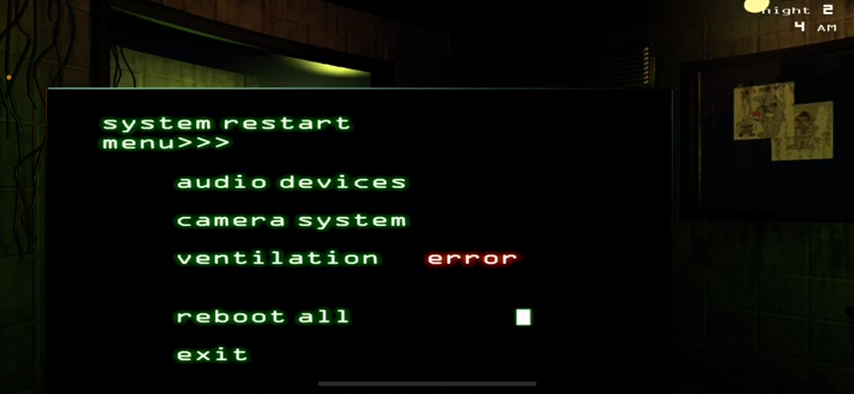 night 2
4 AM
system restart
menu>>>
audio devices
camera system
ventilation error
reboot all
exit